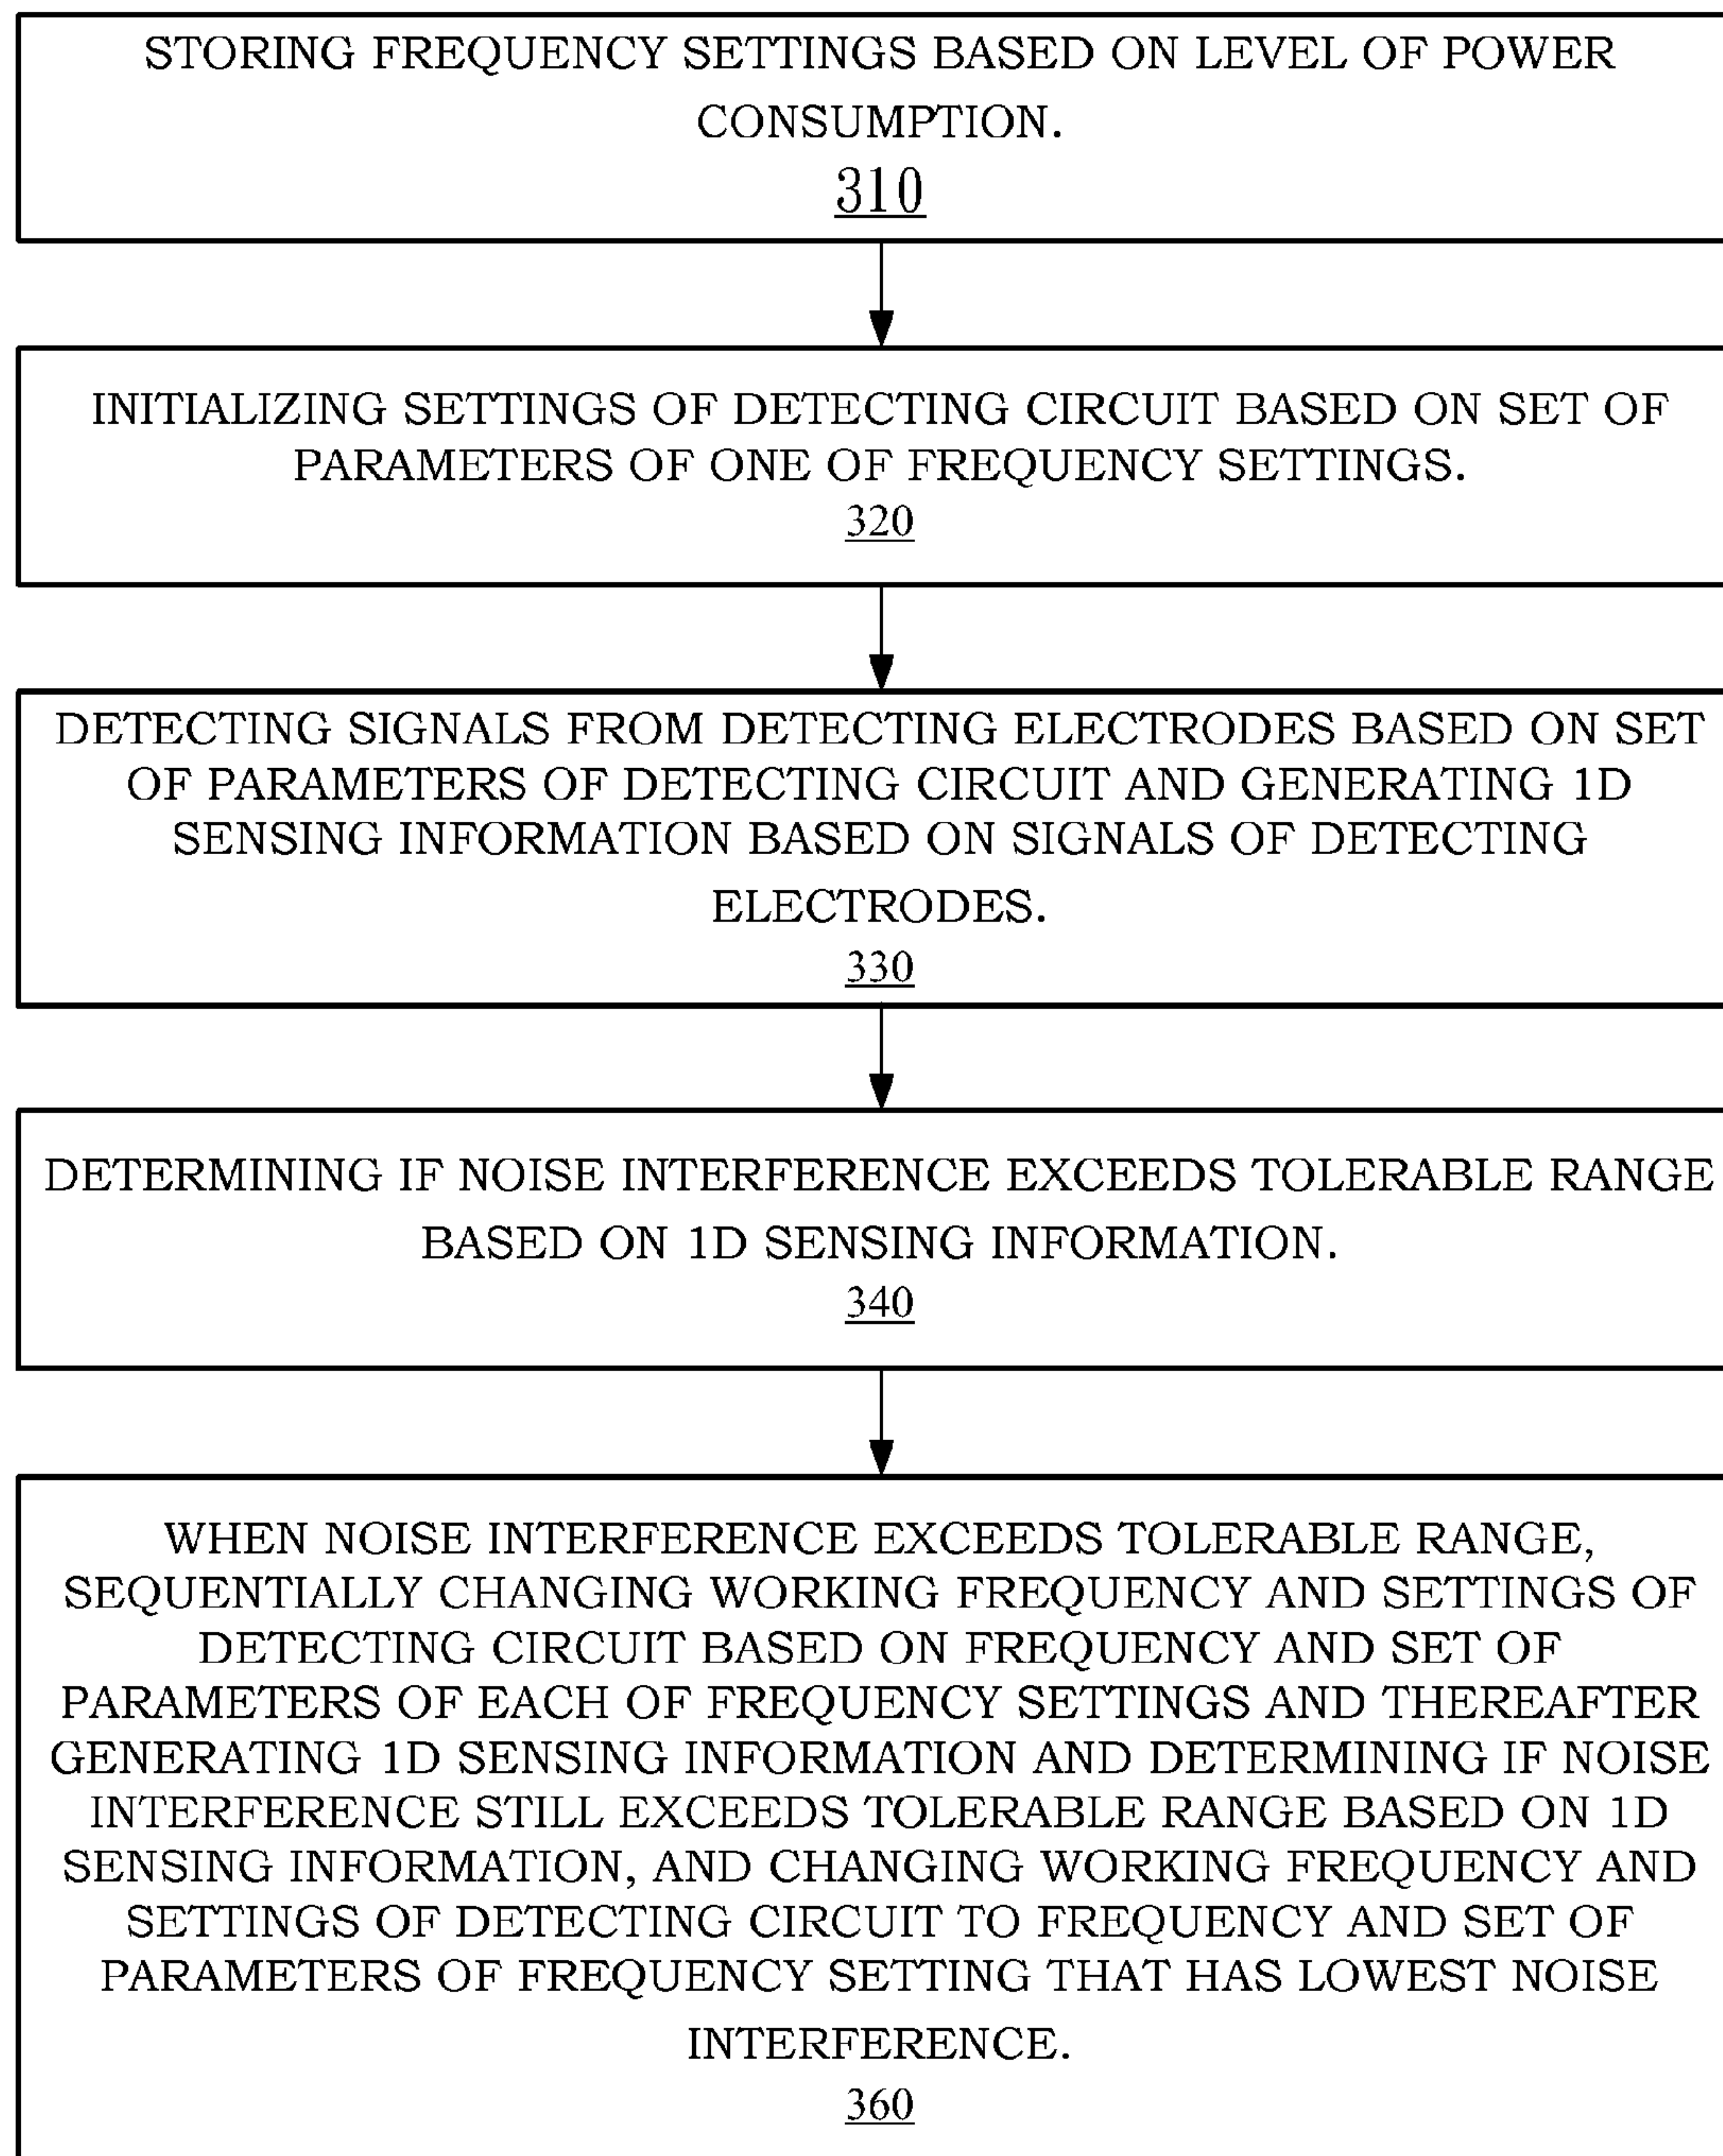 STORING FREQUENCY SETTINGS BASED ON LEVEL OF POWER
CONSUMPTION.
310
INITIALIZING SETTINGS OF DETECTING CIRCUIT BASED ON SET OF
PARAMETERS OF ONE OF FREQUENCY SETTINGS.
320
DETECTING SIGNALS FROM DETECTING ELECTRODES BASED ON SET
OF PARAMETERS OF DETECTING CIRCUIT AND GENERATING 1D
SENSING INFORMATION BASED ON SIGNALS OF DETECTING
ELECTRODES.
330
DETERMINING IF NOISE INTERFERENCE EXCEEDS TOLERABLE RANGE
BASED ON 1D SENSING INFORMATION.
340
WHEN NOISE INTERFERENCE EXCEEDS TOLERABLE RANGE,
SEQUENTIALLY CHANGING WORKING FREQUENCY AND SETTINGS OF
DETECTING CIRCUIT BASED ON FREQUENCY AND SET OF
PARAMETERS OF EACH OF FREQUENCY SETTINGS AND THEREAFTER
GENERATING 1D SENSING INFORMATION AND DETERMINING IF NOISE
INTERFERENCE STILL EXCEEDS TOLERABLE RANGE BASED ON 1D
SENSING INFORMATION, AND CHANGING WORKING FREQUENCY AND
SETTINGS OF DETECTING CIRCUIT TO FREQUENCY AND SET OF
PARAMETERS OF FREQUENCY SETTING THAT HAS LOWEST NOISE
INTERFERENCE.
360